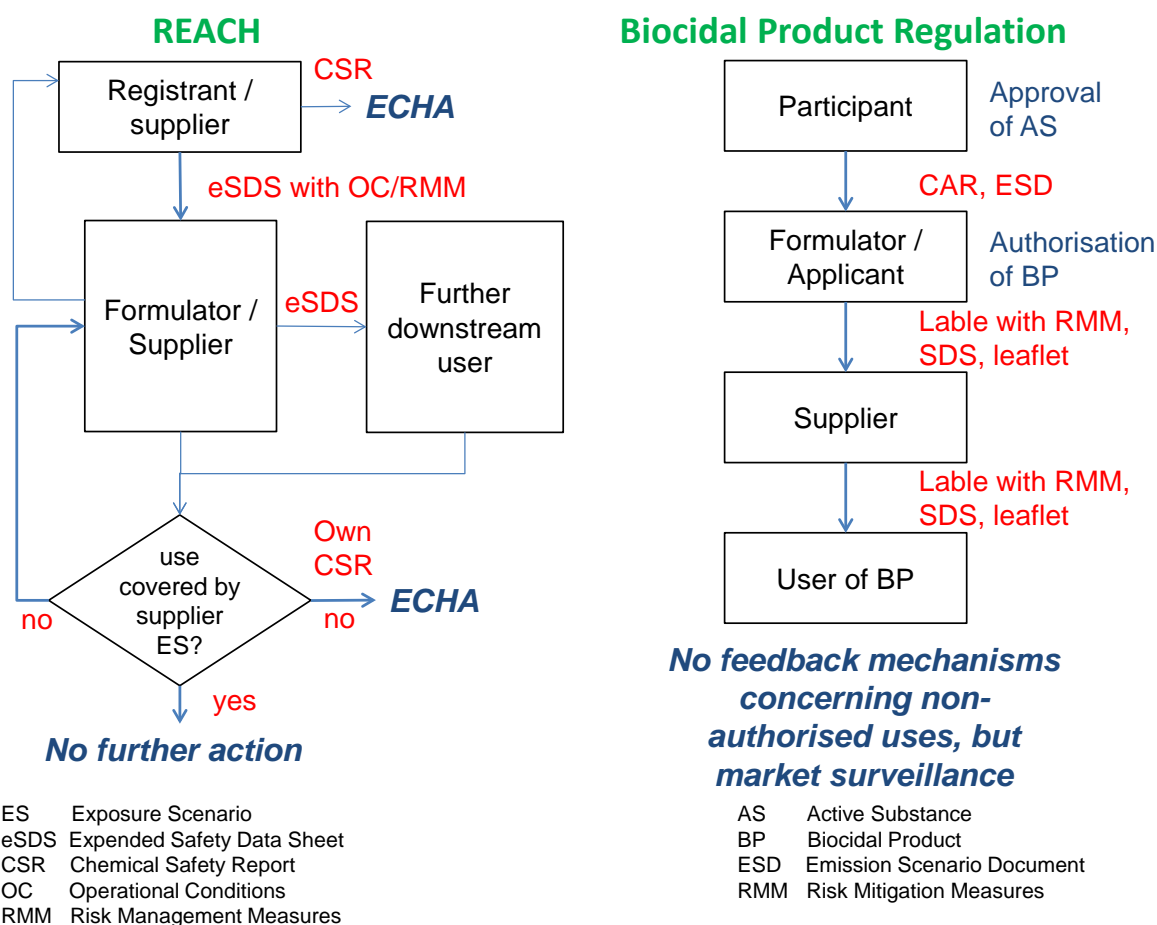 REACH
CSR
Registrant /
supplier
ECHA
eSDS with OC/RMM
Formulator /
Supplier
eSDS
Further
downstream
user
use
covered by
supplier
ES?
Own
CSR
ECHA
no
no
yes
No further action
ES Exposure Scenario
eSDS Expended Safety Data Sheet
CSR Chemical Safety Report
OC Operational Conditions
RMM Risk Management Measures
Biocidal Product Regulation
Participant
Approval
of AS
CAR, ESD
Formulator /
Applicant
Authorisation
of BP
Lable with RMM,
SDS, leaflet
Supplier
Lable with RMM,
SDS, leaflet
User of BP
No feedback mechanisms
concerning non-
authorised uses, but
market surveillance
AS Active Substance
BP Biocidal Product
ESD Emission Scenario Document
RMM Risk Mitigation Measures